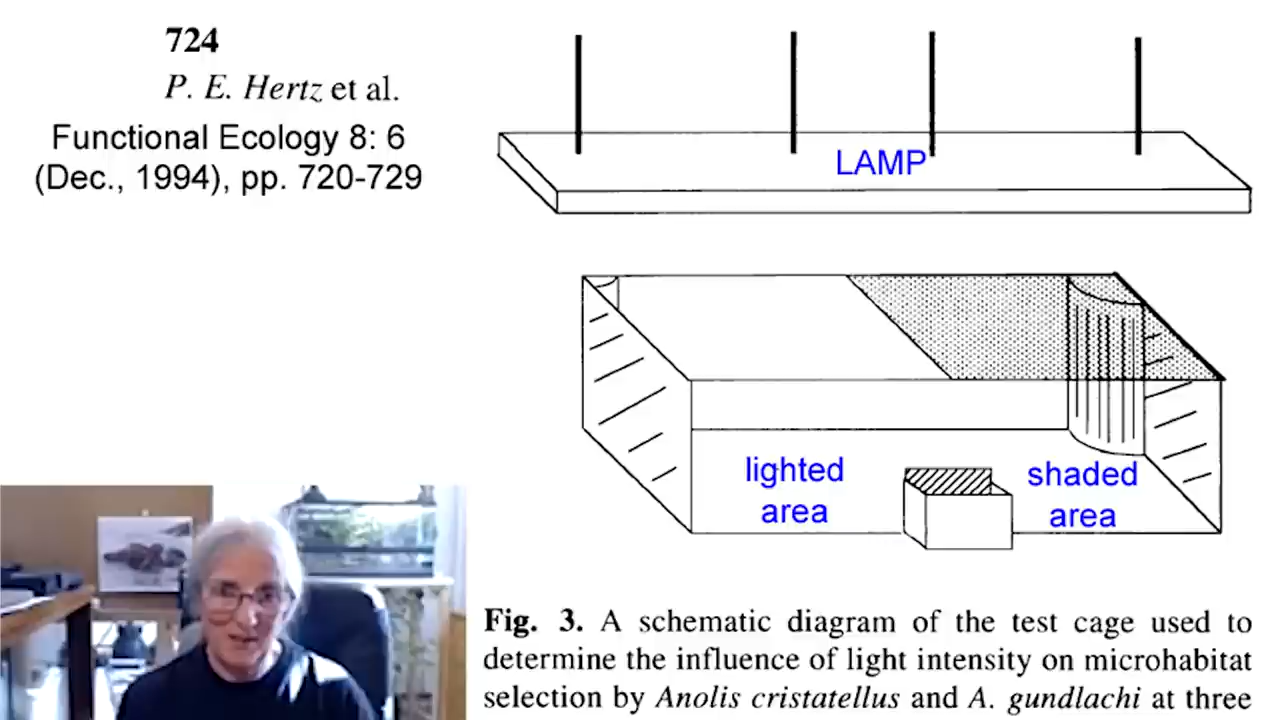 724
P. E. Hertz et al.
Functional Ecology 8: 6
(Dec., 1994), pp. 720-729
LAMP
lighted
area
shaded
area
Fig. 3. A schematic diagram of the test cage used to
determine the influence of light intensity on microhabitat
selection by Anolis cristatellus and A. gundlachi at three